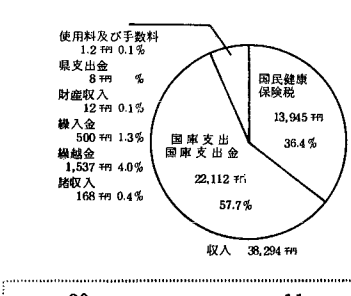 使用料及び手数料
1.2 千円 0.1%
県支出金
8 千円 %
財産収入
12 千円 0.1%
繰入金
500 千円 1.3%
繰越金
1,537 千円 4.0%
諸収入
168 千円 0.4%
国民健康
保険税
13,945 千円
36.4%
国庫支出
国庫支出金
22,112 千円
57.7%
収入 38,294 千円